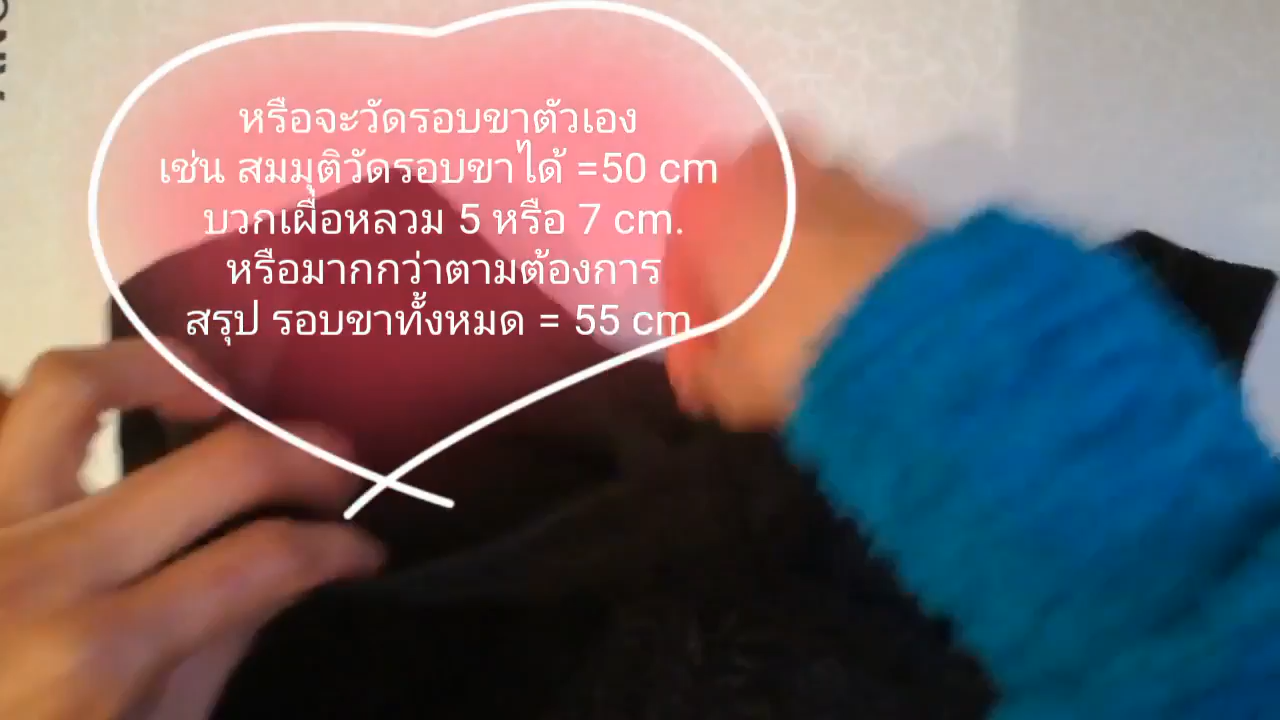 หรือจะวัดรอบขาตัวเอง
เช่น สมมุติวัดรอบขาได้ =50 cm
บวกเผื่อหลวม 5 หรือ 7 cm.
หรือมากกว่าตามต้องการ
สรุป รอบขาทั้งหมด = 55 cm